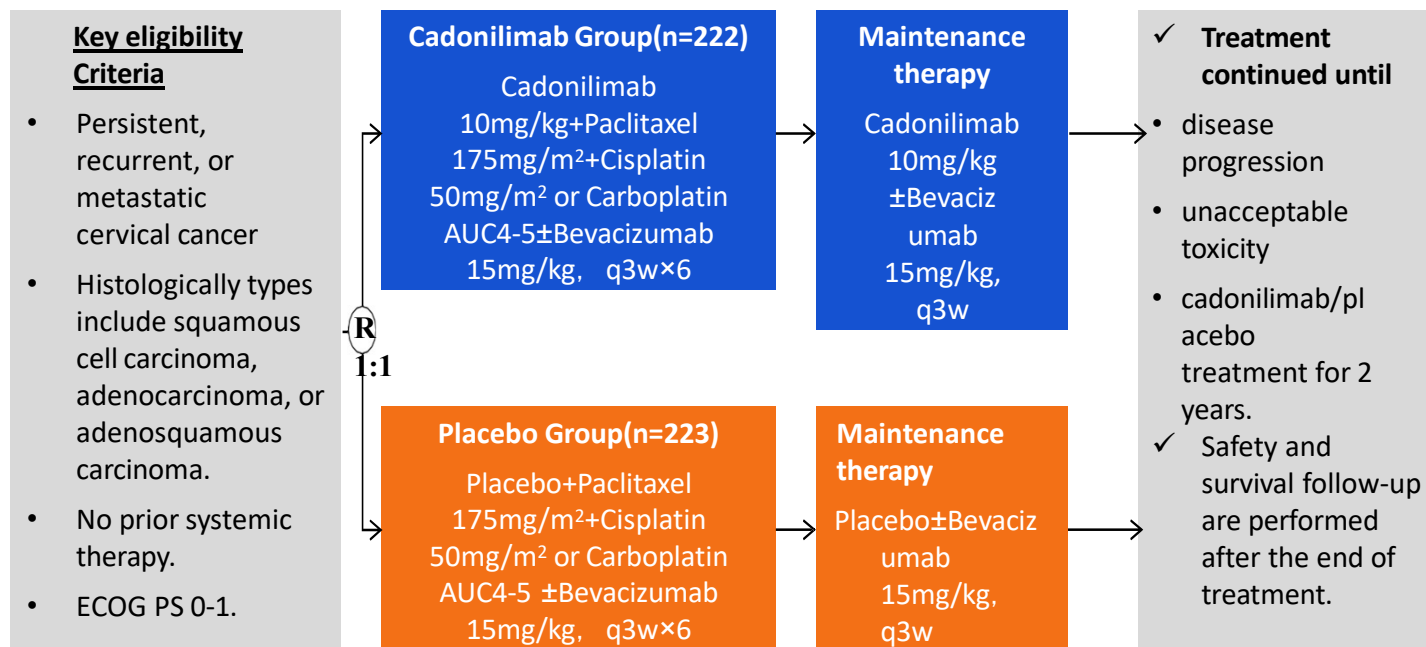 Key eligibility
Criteria
• Persistent,
recurrent, or
metastatic
cervical cancer
• Histologically types
include squamous
cell carcinoma,
adenocarcinoma, or
adenosquamous
carcinoma.
• No prior systemic
therapy.
• ECOG PS 0-1.
R
1:1
Cadonilimab Group(n=222)
Cadonilimab
10mg/kg+Paclitaxel
175mg/m²+Cisplatin
50mg/m² or Carboplatin
AUC4-5±Bevacizumab
15mg/kg, q3w×6
Maintenance
therapy
Cadonilimab
10mg/kg
±Bevaciz
umab
15mg/kg,
q3w
Placebo Group(n=223)
Placebo+Paclitaxel
175mg/m²+Cisplatin
50mg/m² or Carboplatin
AUC4-5 ±Bevacizumab
15mg/kg, q3w×6
Maintenance
therapy
Placebo±Bevaciz
umab
15mg/kg,
q3w
✓ Treatment
continued until
• disease
progression
• unacceptable
toxicity
• cadonilimab/pl
acebo
treatment for 2
years.
✓ Safety and
survival follow-up
are performed
after the end of
treatment.